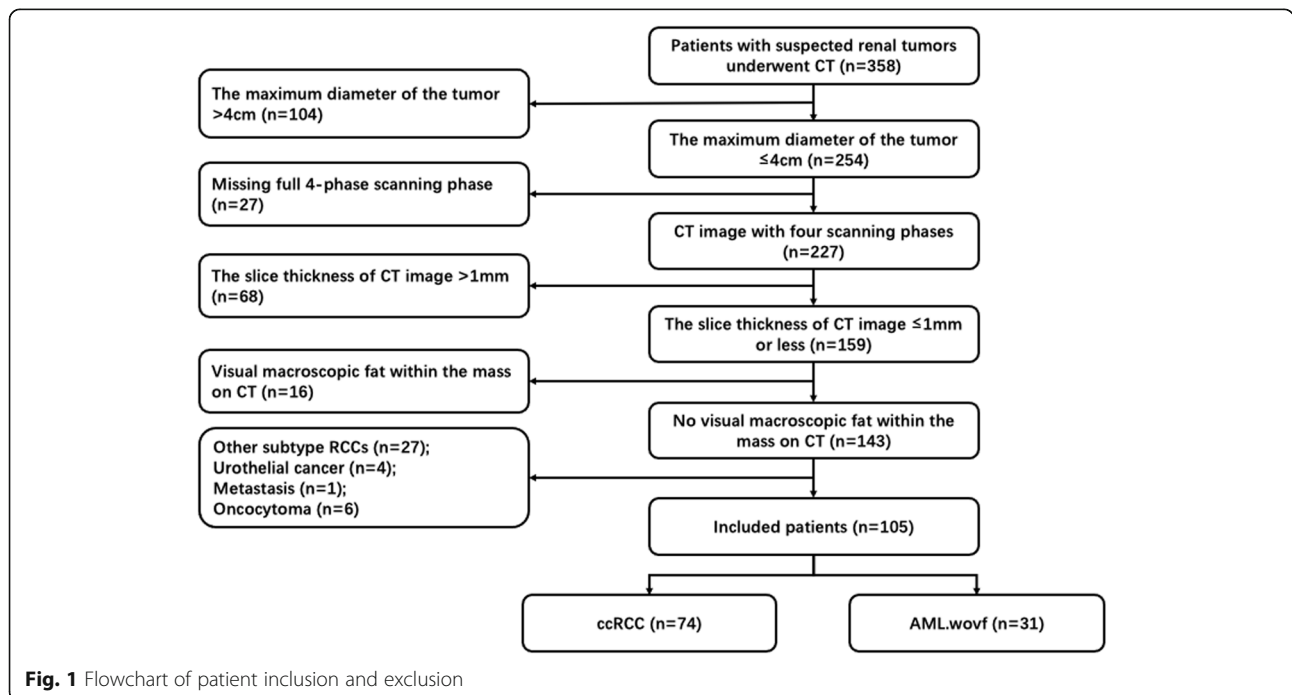 Patients with suspected renal tumors
underwent CT (n=358)
The maximum diameter of the tumor
>4cm (n=104)
The maximum diameter of the tumor
≤4cm (n=254)
Missing full 4-phase scanning phase
(n=27)
CT image with four scanning phases
(n=227)
The slice thickness of CT image >1mm
(n=68)
The slice thickness of CT image ≤1mm
or less (n=159)
Visual macroscopic fat within the mass
on CT (n=16)
No visual macroscopic fat within the
mass on CT (n=143)
Other subtype RCCs (n=27);
Urothelial cancer (n=4);
Metastasis (n=1);
Oncocytoma (n=6)
Included patients (n=105)
ccRCC (n=74)
AML.wovf (n=31)
Fig. 1 Flowchart of patient inclusion and exclusion